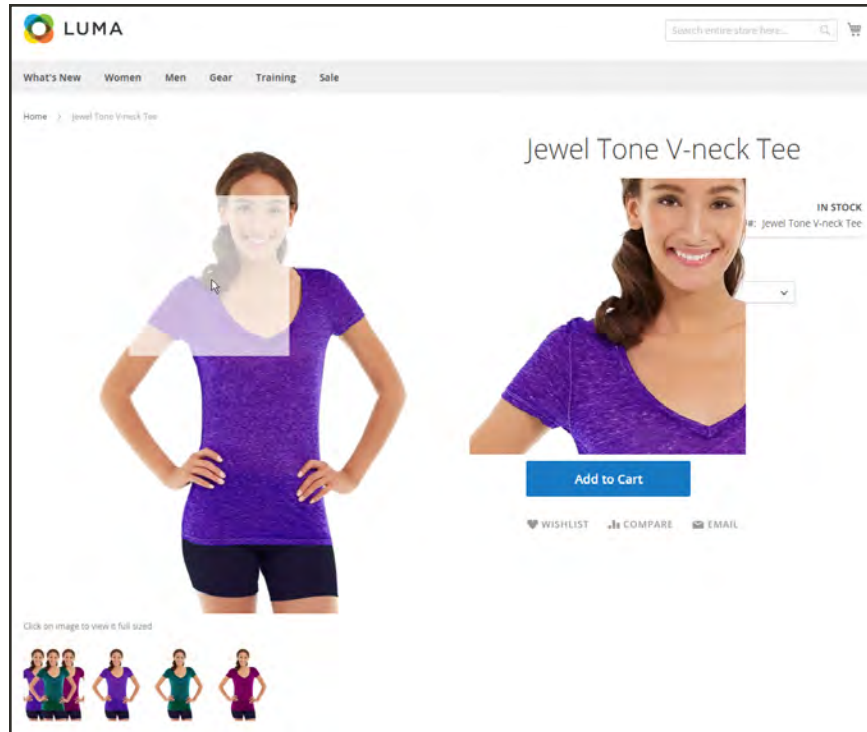 LUMA
Search entire store here...
What's New Women Men Gear Training Sale
Home > Jewel Tone V-neck Tee
Jewel Tone V-neck Tee
IN STOCK
#: Jewel Tone V-neck Tee
Add to Cart
WISHLIST COMPARE EMAIL
Click on image to view it full sized